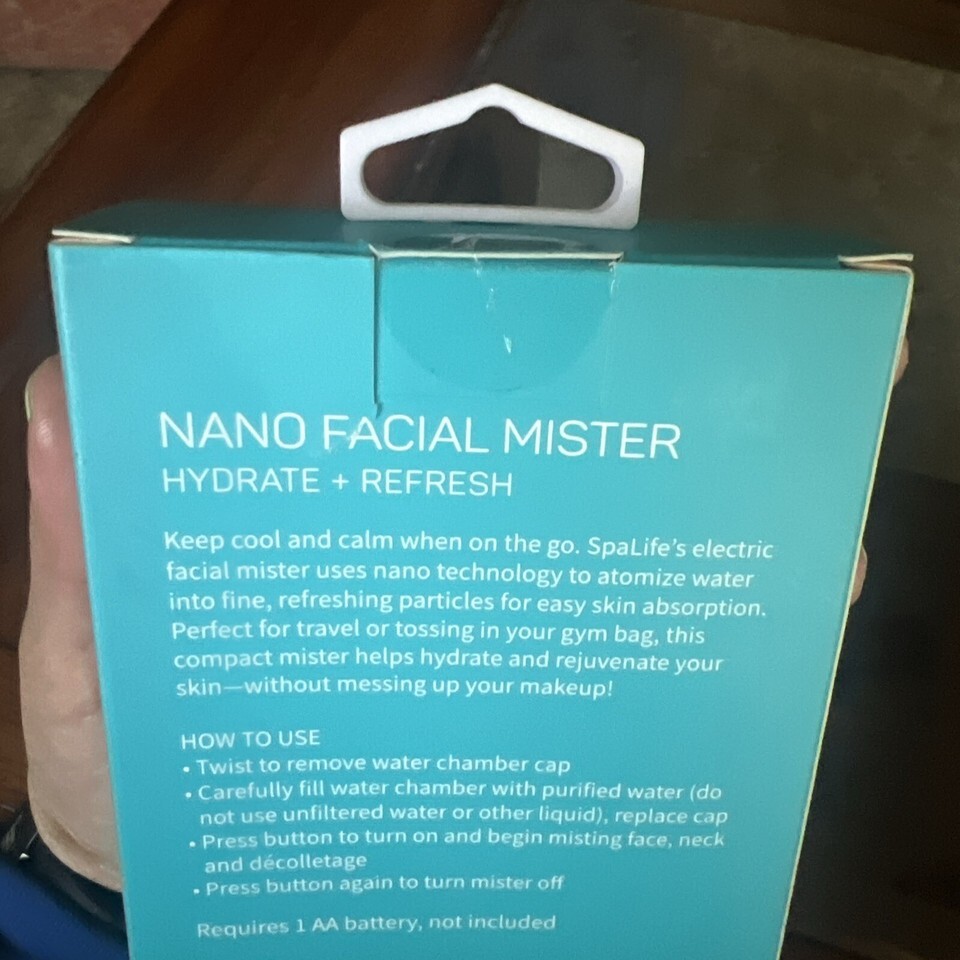 NANO FACIAL MISTER
HYDRATE + REFRESH
Keep cool and calm when on the go. SpaLife's electric
facial mister uses nano technology to atomize water
into fine, refreshing particles for easy skin absorption.
Perfect for travel or tossing in your gym bag, this
compact mister helps hydrate and rejuvenate your
skin—without messing up your makeup!
HOW TO USE
• Twist to remove water chamber cap
• Carefully fill water chamber with purified water (do
not use unfiltered water or other liquid), replace cap
• Press button to turn on and begin misting face, neck
and décolletage
• Press button again to turn mister off
Requires 1 AA battery, not included